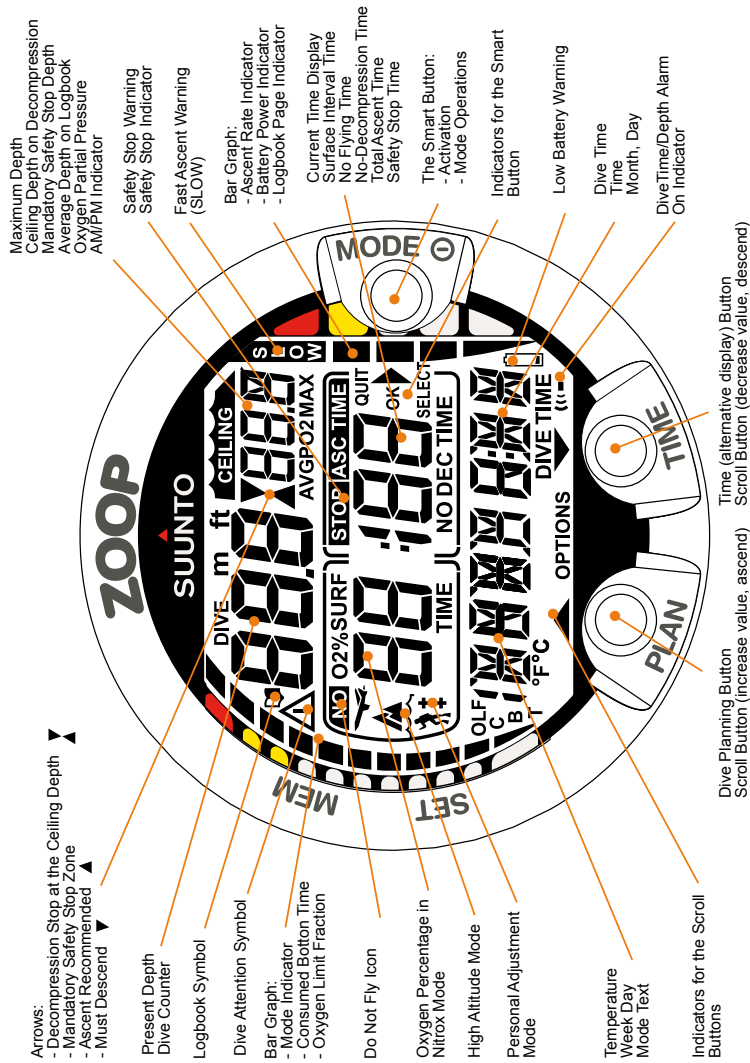 Arrows:
- Decompression Stop at the Ceiling Depth
- Mandatory Safety Stop Zone
- Ascent Recommended ▲
- Must Descend ▼
Present Depth
Dive Counter
Logbook Symbol
Dive Attention Symbol
Bar Graph:
- Mode Indicator
- Consumed Botton Time
- Oxygen Limit Fraction
Do Not Fly Icon
Oxygen Percentage in
Nitrox Mode
High Altitude Mode
Personal Adjustment
Mode
Temperature
Week Day
Mode Text
Indicators for the Scroll
Buttons
ZOOP
SUUNTO
DIVE m ft
CEILING
AVGPO2MAX
SLOW
NO O2%SURF
STOP ASC TIME
QUIT
OK
SELECT
TIME
NO DEC TIME
OLF
C
B
T
°F°C
OPTIONS
DIVE TIME
MEM
SET
MODE
PLAN
TIME
Maximum Depth
Ceiling Depth on Decompression
Mandatory Safety Stop Depth
Average Depth on Logbook
Oxygen Partial Pressure
AM/PM Indicator
Safety Stop Warning
Safety Stop Indicator
Fast Ascent Warning
(SLOW)
Bar Graph:
- Ascent Rate Indicator
- Battery Power Indicator
- Logbook Page Indicator
Current Time Display
Surface Interval Time
No Flying Time
No-Decompression Time
Total Ascent Time
Safety Stop Time
The Smart Button:
- Activation
- Mode Operations
Indicators for the Smart
Button
Low Battery Warning
Dive Time
Time
Month, Day
DiveTime/Depth Alarm
On Indicator
Dive Planning Button
Scroll Button (increase value, ascend)
Time (alternative display) Button
Scroll Button (decrease value, descend)